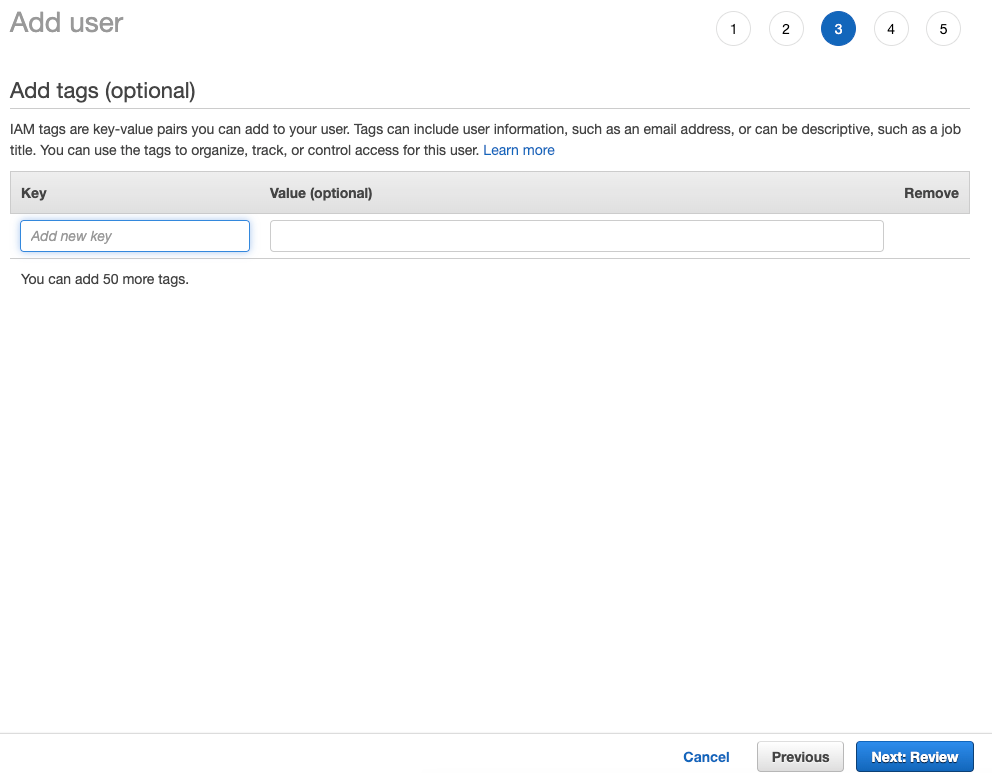 Add user
1 2 3 4 5
Add tags (optional)
IAM tags are key-value pairs you can add to your user. Tags can include user information, such as an email address, or can be descriptive, such as a job
title. You can use the tags to organize, track, or control access for this user. Learn more
Key Value (optional) Remove
Add new key
You can add 50 more tags.
Cancel Previous Next: Review